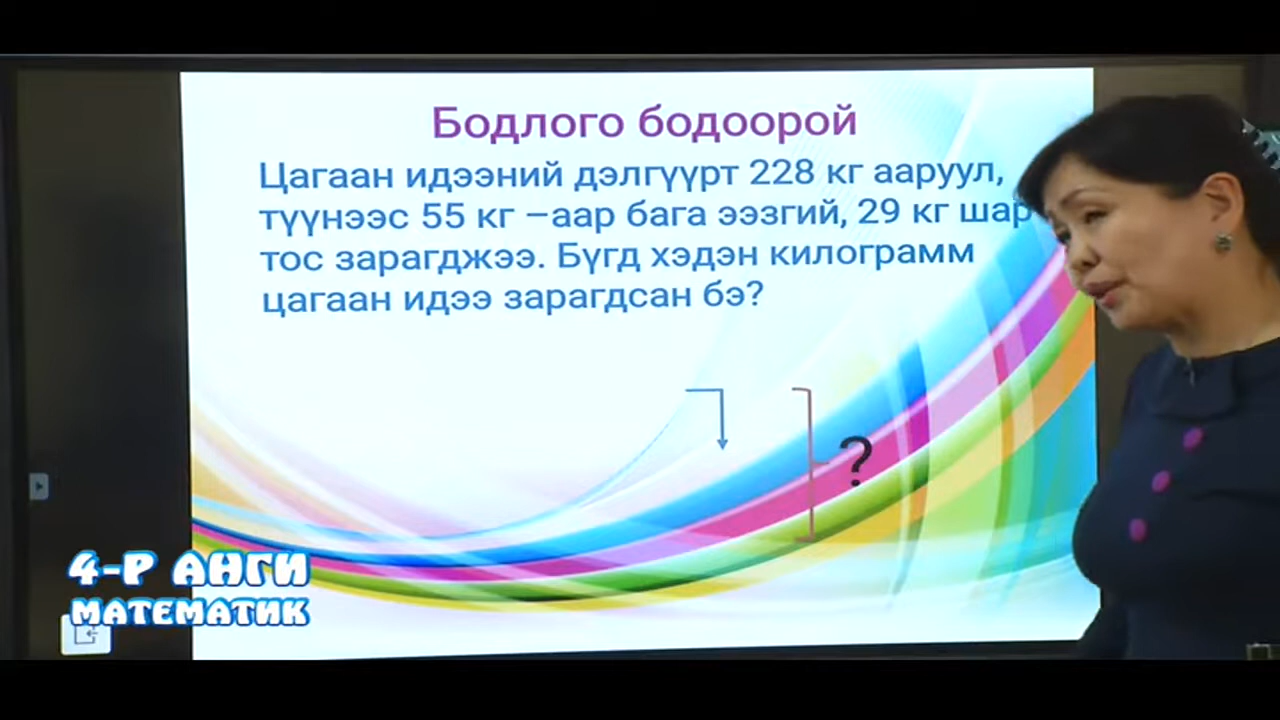 Бодлого бодоорой
Цагаан идээний дэлгүүрт 228 кг ааруул,
түүнээс 55 кг –аар бага ээзгий, 29 кг шар
тос зарагджээ. Бүгд хэдэн килограмм
цагаан идээ зарагдсан бэ?
?
4-Р АНГИ
МАТЕМАТИК